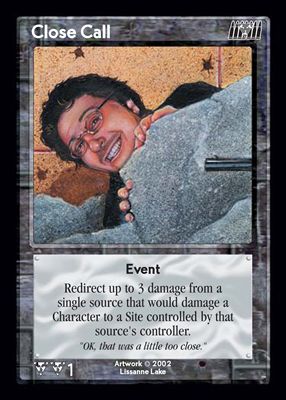 Close Call
Event
Redirect up to 3 damage from a
single source that would damage a
Character to a Site controlled by that
source's controller.
"OK, that was a little too close."
1
Artwork © 2002
Lissanne Lake